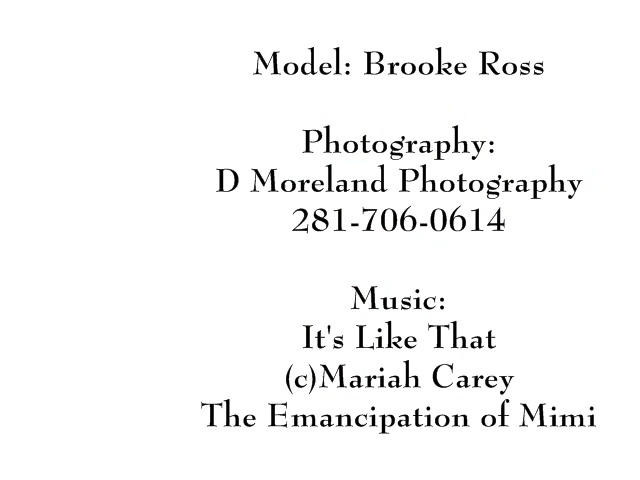 Model: Brooke Ross
Photography:
D Moreland Photography
281-706-0614
Music:
It's Like That
(c)Mariah Carey
The Emancipation of Mimi